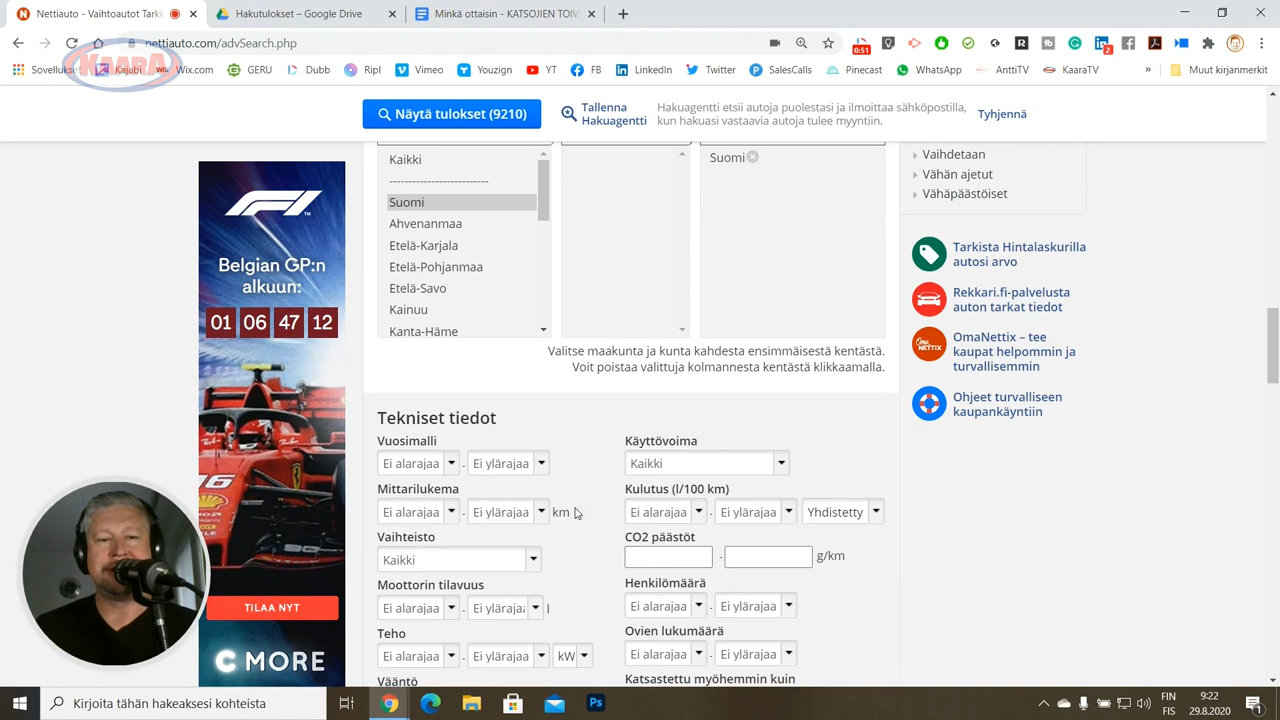 Nettiauto - Vaihtoautot Tark
Hakutulokset – Google Drive
Minkä ottaisin - KATSOJIEN TOIV
nettiauto.com/advSearch.php
0:51
2
KAARA
Sovellukset
Kajabi
Wix.com
GERU
Dubb
Ripl
Vimeo
Youzign
YT
FB
LinkedIn
Twitter
SalesCalls
Pinecast
WhatsApp
AnttiTV
KaaraTV
»
Muut kirjanmerkit
Näytä tulokset (9210)
Tallenna
Hakuagentti
Hakuagentti etsii autoja puolestasi ja ilmoittaa sähköpostilla,
kun hakuasi vastaavia autoja tulee myyntiin.
Tyhjennä
Belgian GP:n
alkuun:
01 06 47 12
16
TILAA NYT
C MORE
Kaikki
--------------------------
Suomi
Ahvenanmaa
Etelä-Karjala
Etelä-Pohjanmaa
Etelä-Savo
Kainuu
Kanta-Häme
Suomi
Valitse maakunta ja kunta kahdesta ensimmäisestä kentästä.
Voit poistaa valittuja kolmannesta kentästä klikkaamalla.
Tekniset tiedot
Vuosimalli
Ei alarajaa - Ei ylärajaa
Mittarilukema
Ei alarajaa - Ei ylärajaa km
Vaihteisto
Kaikki
Moottorin tilavuus
Ei alarajaa - Ei ylärajaa l
Teho
Ei alarajaa - Ei ylärajaa kW
Vääntö
Käyttövoima
Kaikki
Kulutus (l/100 km)
Ei alarajaa - Ei ylärajaa Yhdistetty
CO2 päästöt
- g/km
Henkilömäärä
Ei alarajaa - Ei ylärajaa
Ovien lukumäärä
Ei alarajaa - Ei ylärajaa
Katsastettu myöhemmin kuin
Vaihdetaan
Vähän ajetut
Vähäpäästöiset
Tarkista Hintalaskurilla
autosi arvo
Rekkari.fi-palvelusta
auton tarkat tiedot
OmaNettix – tee
kaupat helpommin ja
turvallisemmin
Ohjeet turvalliseen
kaupankäyntiin
Kirjoita tähän hakeaksesi kohteista
FIN
FIS
9:22
29.8.2020